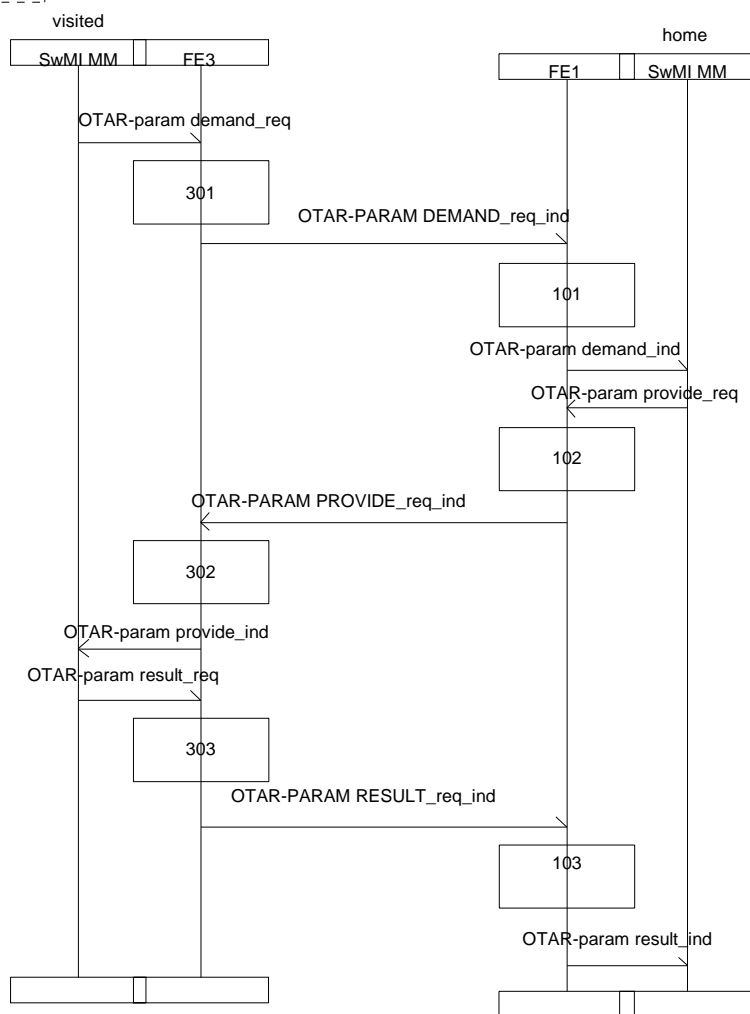 visited
home
SwMI MM
FE3
FE1
SwMI MM
OTAR-param demand_req
301
OTAR-PARAM DEMAND_req_ind
101
OTAR-param demand_ind
OTAR-param provide_req
102
OTAR-PARAM PROVIDE_req_ind
302
OTAR-param provide_ind
OTAR-param result_req
303
OTAR-PARAM RESULT_req_ind
103
OTAR-param result_ind